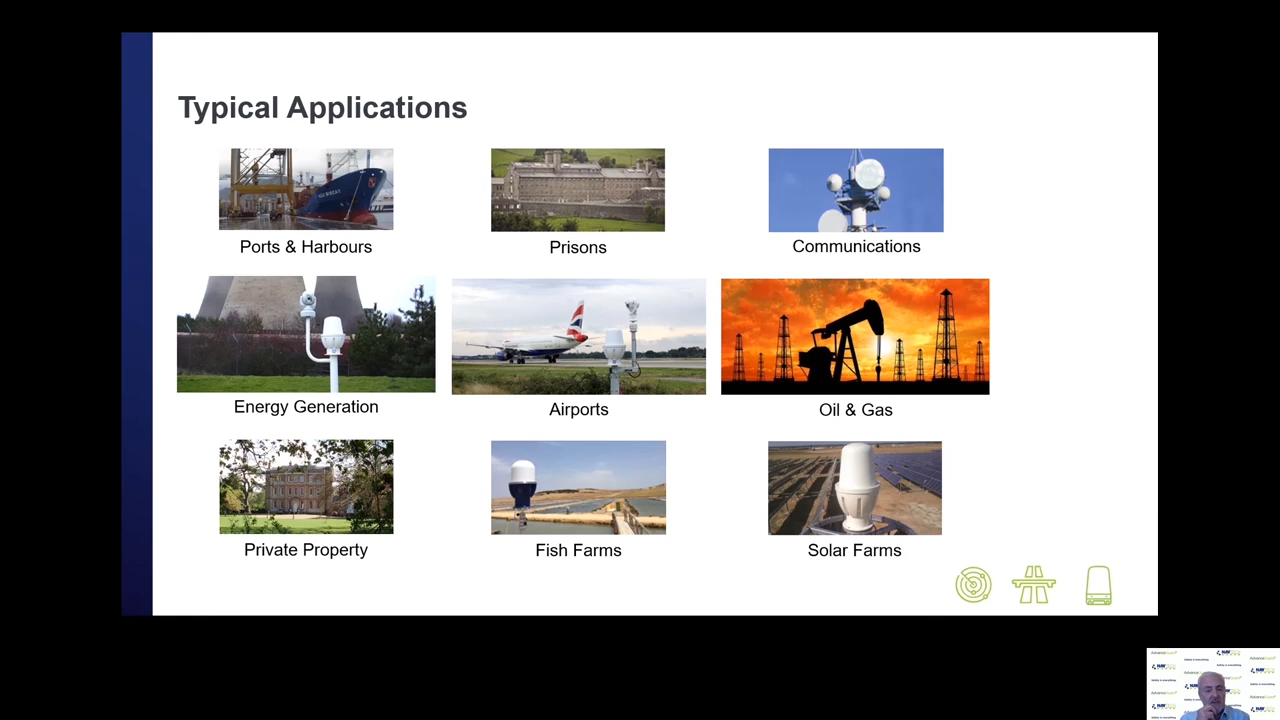 Typical Applications
Ports & Harbours
Prisons
Communications
Energy Generation
Airports
Oil & Gas
Private Property
Fish Farms
Solar Farms